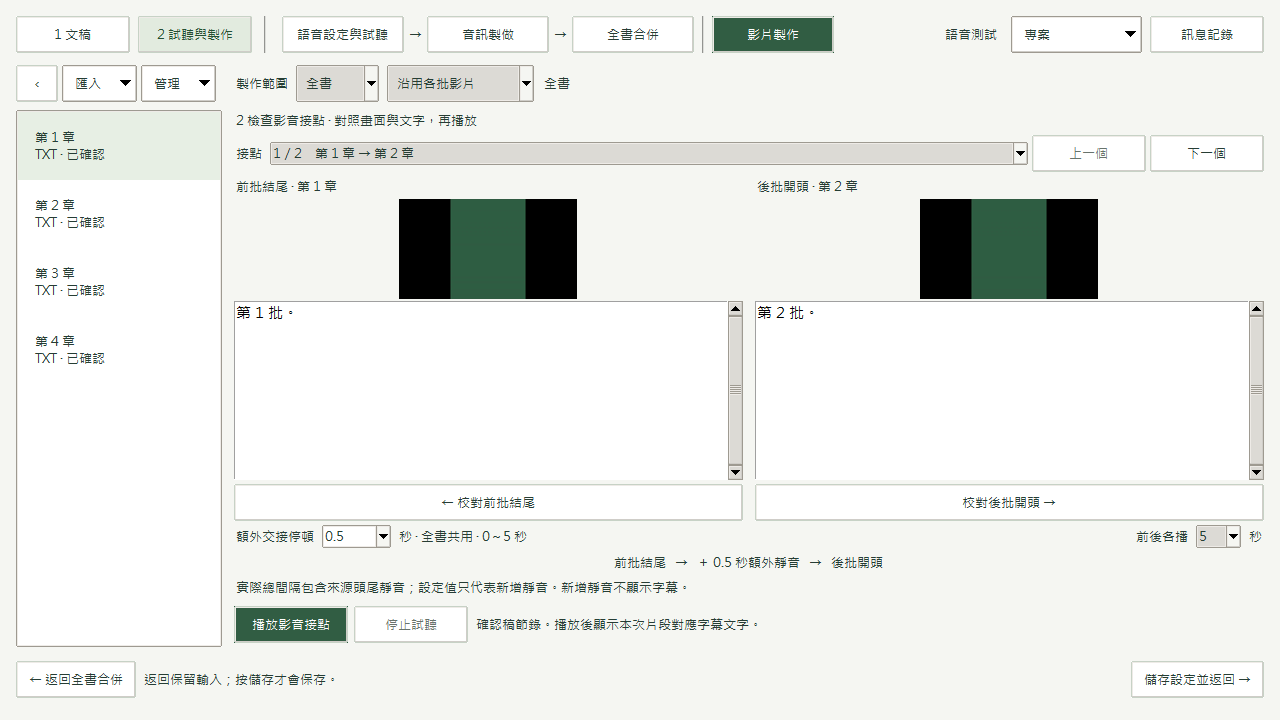 1 文稿
2 試聽與製作
語音設定與試聽
→
音訊製做
→
全書合併
影片製作
語音測試
專案
訊息記錄
‹
匯入
管理
製作範圍
全書
沿用各批影片
全書
第 1 章
TXT · 已確認
第 2 章
TXT · 已確認
第 3 章
TXT · 已確認
第 4 章
TXT · 已確認
2 檢查影音接點 · 對照畫面與文字，再播放
接點
1 / 2 第 1 章 → 第 2 章
上一個
下一個
前批結尾 · 第 1 章
後批開頭 · 第 2 章
第 1 批。
第 2 批。
← 校對前批結尾
校對後批開頭 →
額外交接停頓
0.5
秒 · 全書共用 · 0～5 秒
前後各播
5
秒
前批結尾 → + 0.5 秒額外靜音 → 後批開頭
實際總間隔包含來源頭尾靜音；設定值只代表新增靜音。新增靜音不顯示字幕。
播放影音接點
停止試聽
確認稿節錄。播放後顯示本次片段對應字幕文字。
← 返回全書合併
返回保留輸入；按儲存才會保存。
儲存設定並返回 →